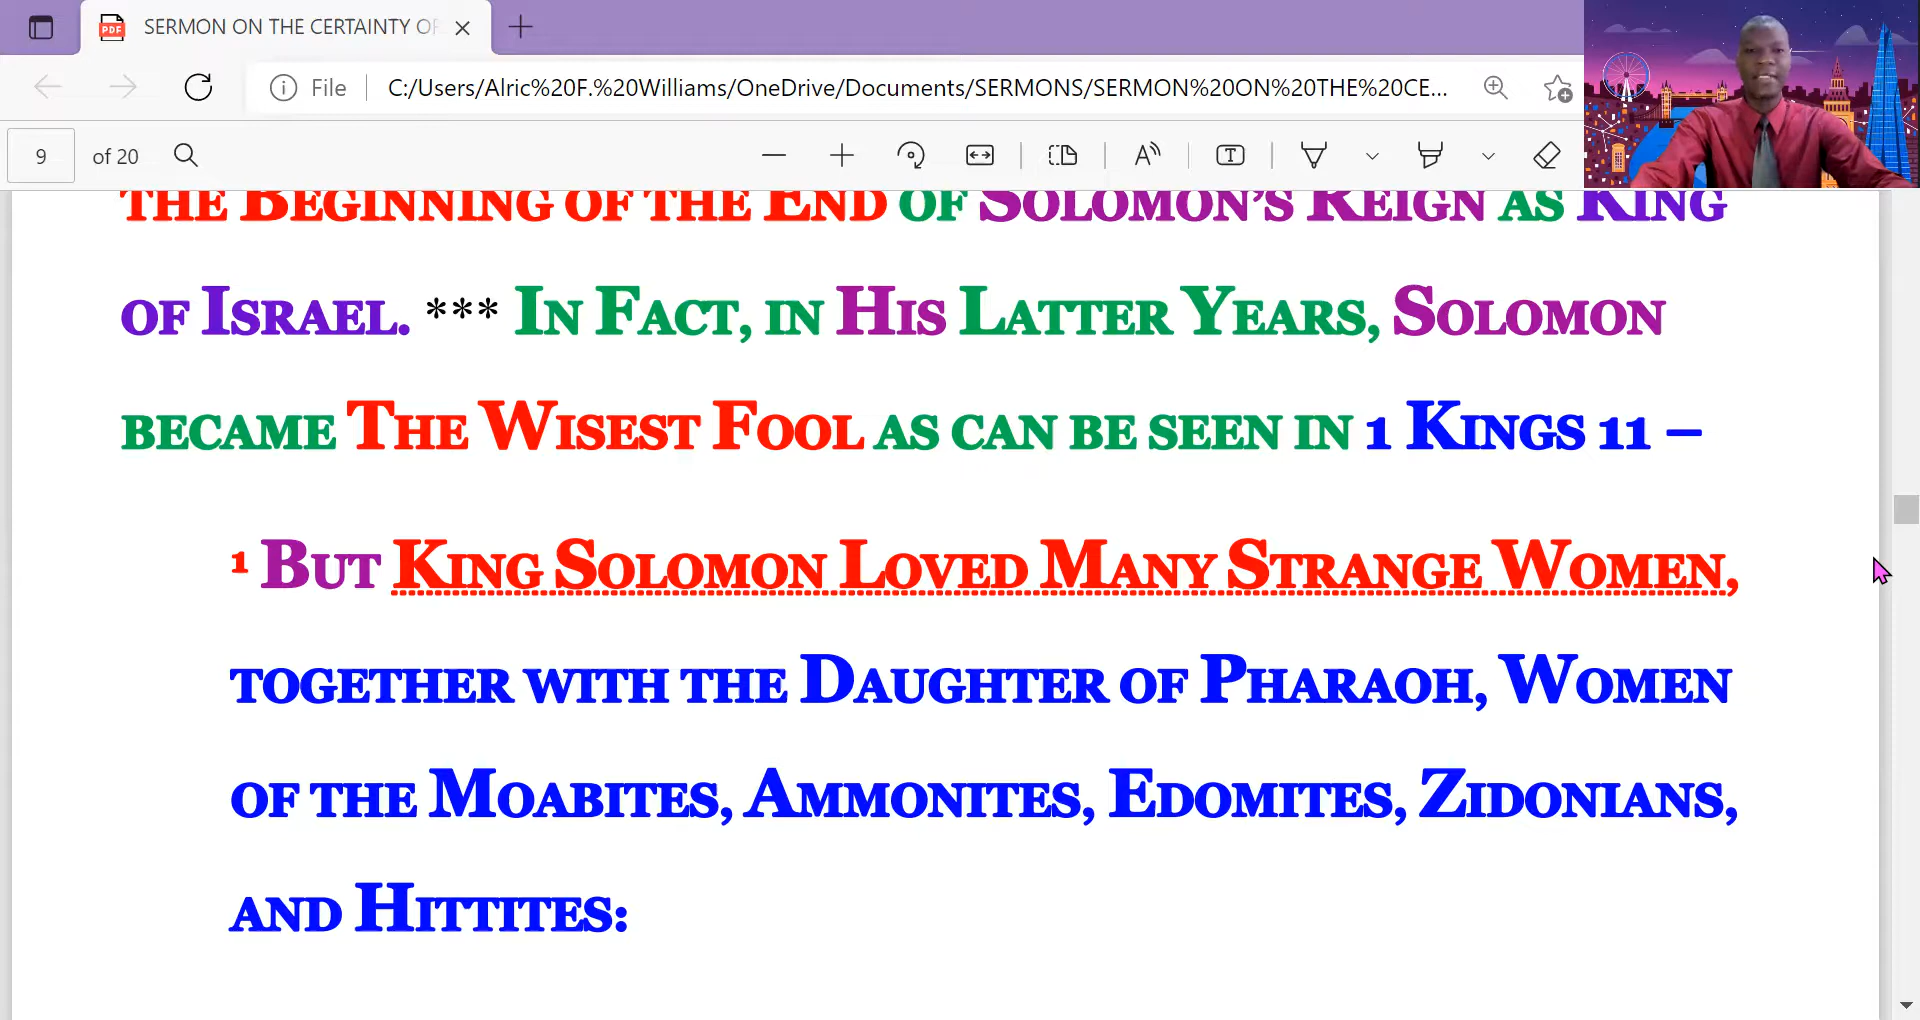 SERMON ON THE CERTAINTY OF
File
C:/Users/Alric%20F.%20Williams/OneDrive/Documents/SERMONS/SERMON%20ON%20THE%20CE...
9 of 20
THE BEGINNING OF THE END OF SOLOMON'S REIGN AS KING
OF ISRAEL. *** IN FACT, IN HIS LATTER YEARS, SOLOMON
BECAME THE WISEST FOOL AS CAN BE SEEN IN 1 KINGS 11 –
1 BUT KING SOLOMON LOVED MANY STRANGE WOMEN,
TOGETHER WITH THE DAUGHTER OF PHARAOH, WOMEN
OF THE MOABITES, AMMONITES, EDOMITES, ZIDONIANS,
AND HITTITES: